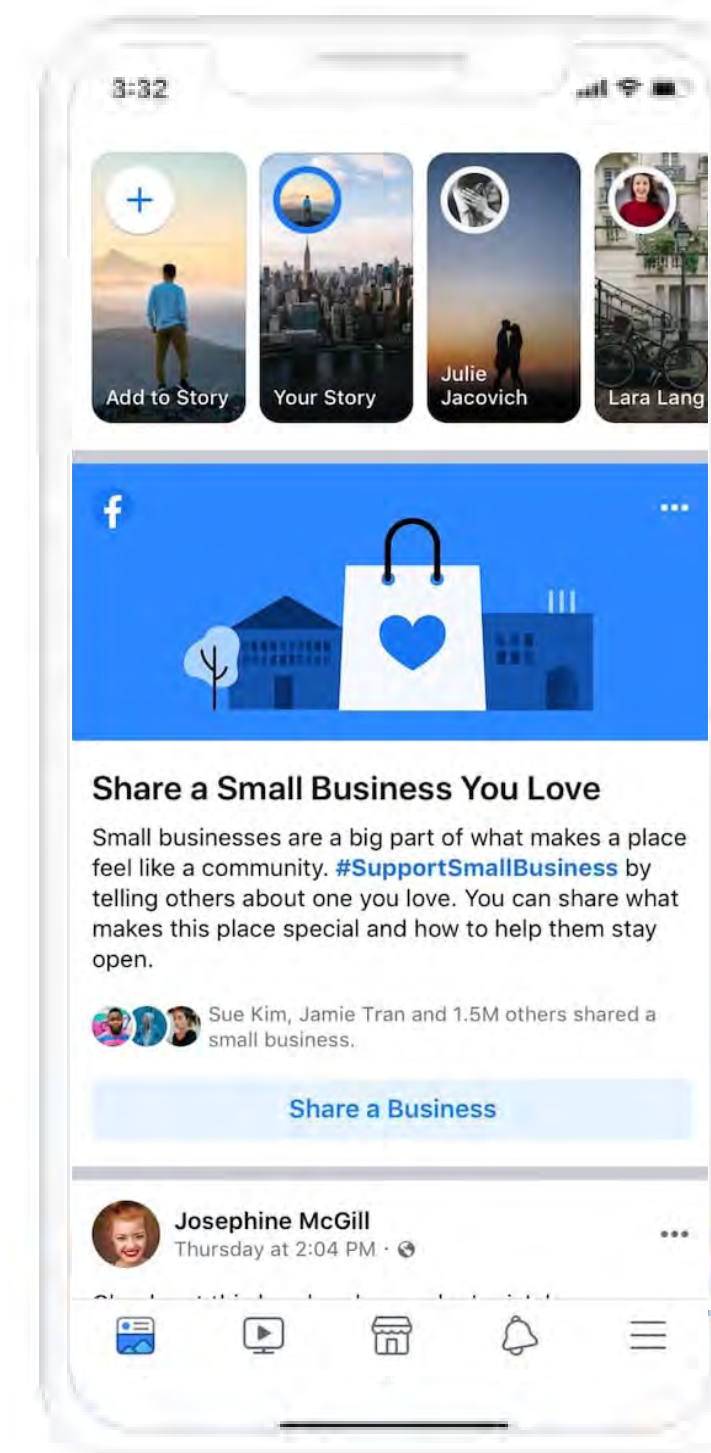 3:32
Add to Story
Your Story
Julie
Jacovich
Lara Lang
f
Share a Small Business You Love
Small businesses are a big part of what makes a place
feel like a community. #SupportSmallBusiness by
telling others about one you love. You can share what
makes this place special and how to help them stay
open.
Sue Kim, Jamie Tran and 1.5M others shared a
small business.
Share a Business
Josephine McGill
Thursday at 2:04 PM ·